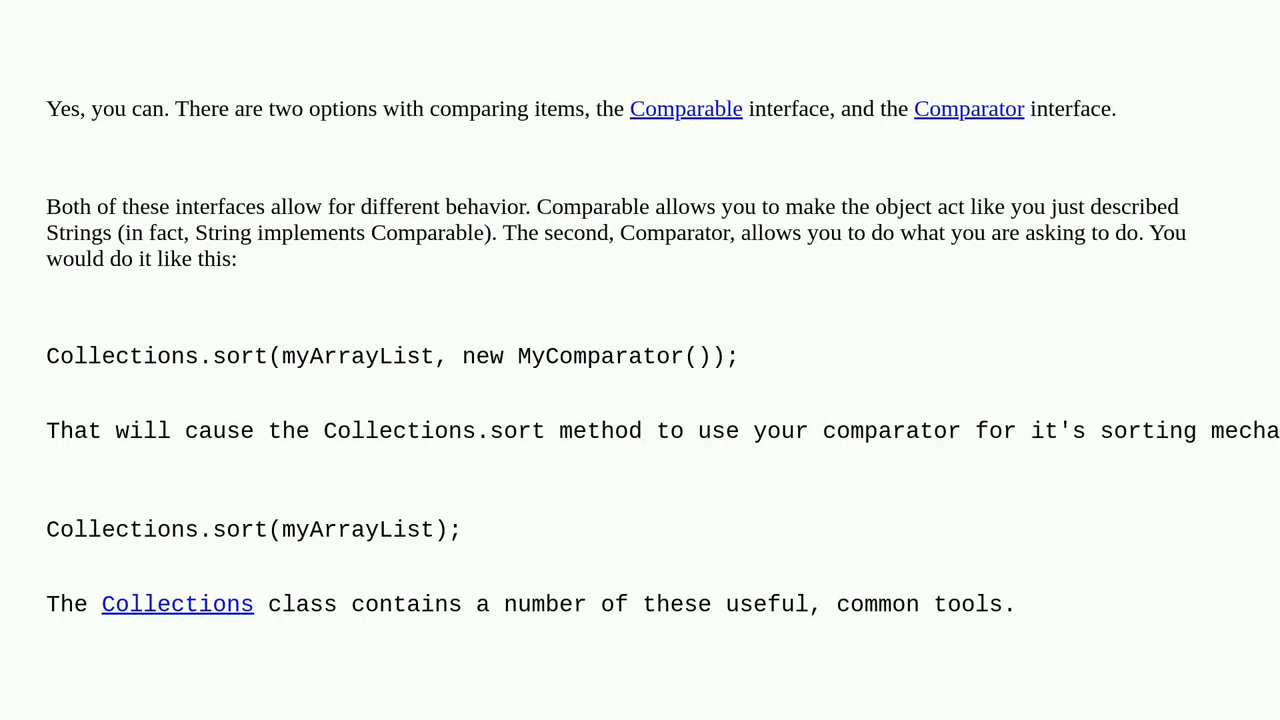 Yes, you can. There are two options with comparing items, the Comparable interface, and the Comparator interface.
Both of these interfaces allow for different behavior. Comparable allows you to make the object act like you just described
Strings (in fact, String implements Comparable). The second, Comparator, allows you to do what you are asking to do. You
would do it like this:
Collections.sort(myArrayList, new MyComparator());
That will cause the Collections.sort method to use your comparator for it's sorting
Collections.sort(myArrayList);
The Collections class contains a number of these useful, common tools.